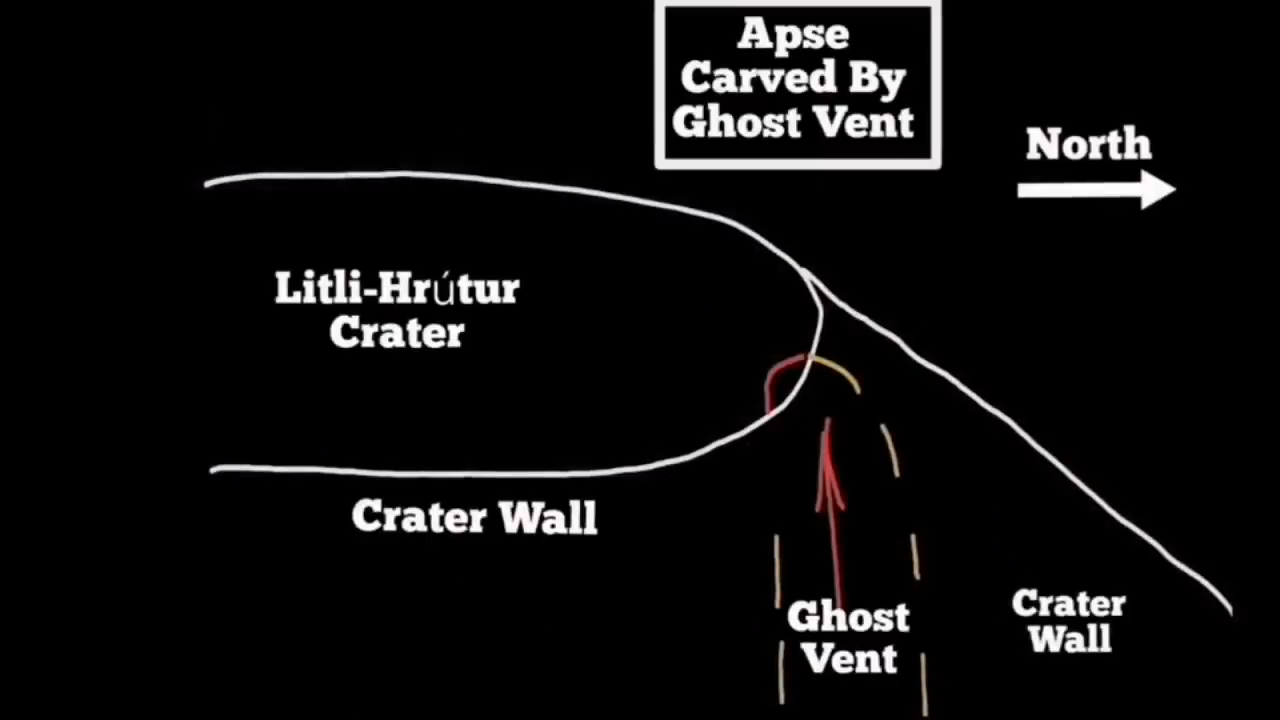 Apse
Carved By
Ghost Vent
North
Litli-Hrútur
Crater
Crater Wall
Ghost
Vent
Crater
Wall